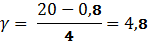 γ = (20 − 0,8)/4 = 4,8